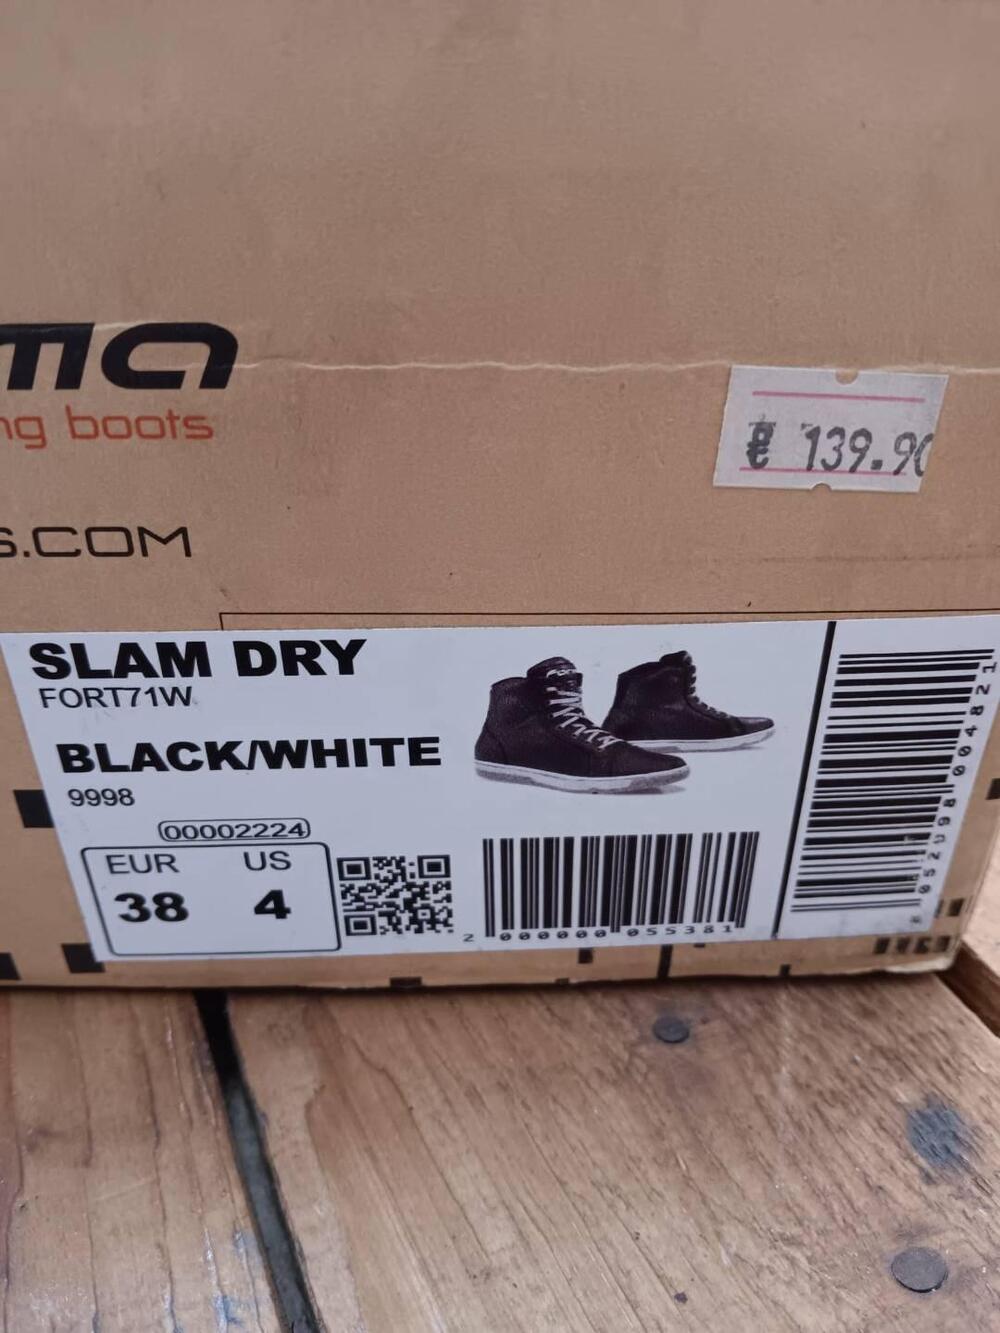 ma
ng boots
€ 139.90
S.COM
SLAM DRY
FORT71W
BLACK/WHITE
9998
00002224
EUR US
38 4
2 000000 055381
8052098004821